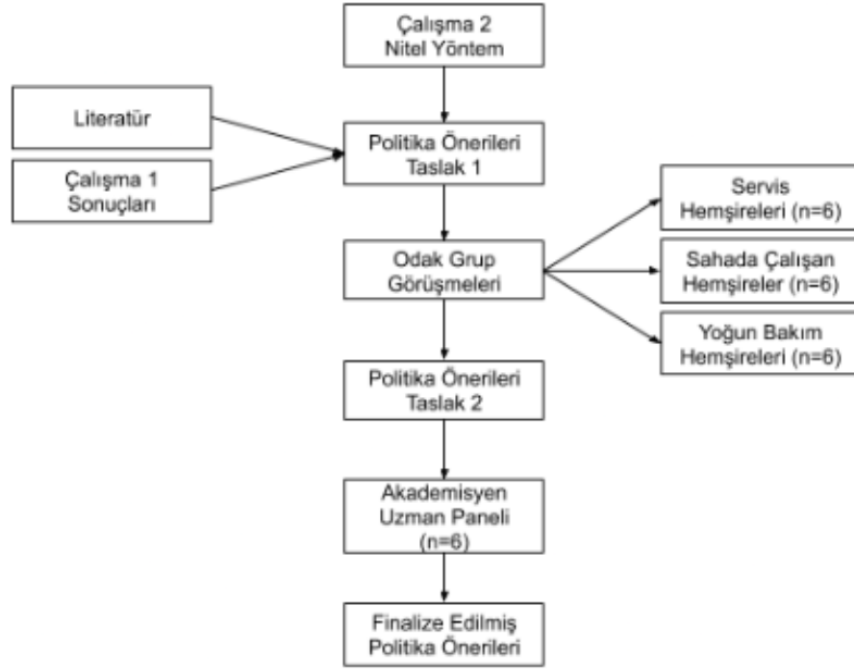 Çalışma 2
Nitel Yöntem
Literatür
Çalışma 1
Sonuçları
Politika Önerileri
Taslak 1
Odak Grup
Görüşmeleri
Servis
Hemşireleri (n=6)
Sahada Çalışan
Hemşireler (n=6)
Yoğun Bakım
Hemşireleri (n=6)
Politika Önerileri
Taslak 2
Akademisyen
Uzman Paneli
(n=6)
Finalize Edilmiş
Politika Önerileri